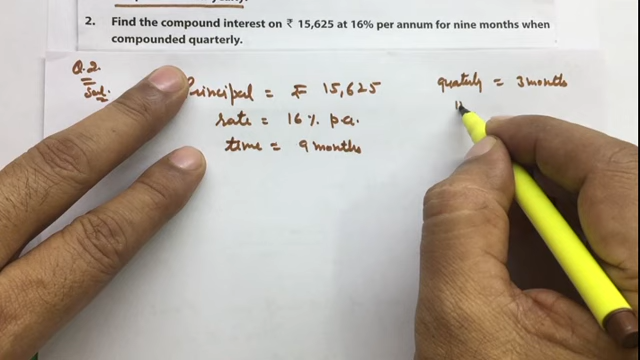 2. Find the compound interest on ₹ 15,625 at 16% per annum for nine months when
compounded quarterly.
Q.2.
Sol.
Principal = ₹ 15,625
rate = 16% p.a.
time = 9 months
quaterly = 3 months